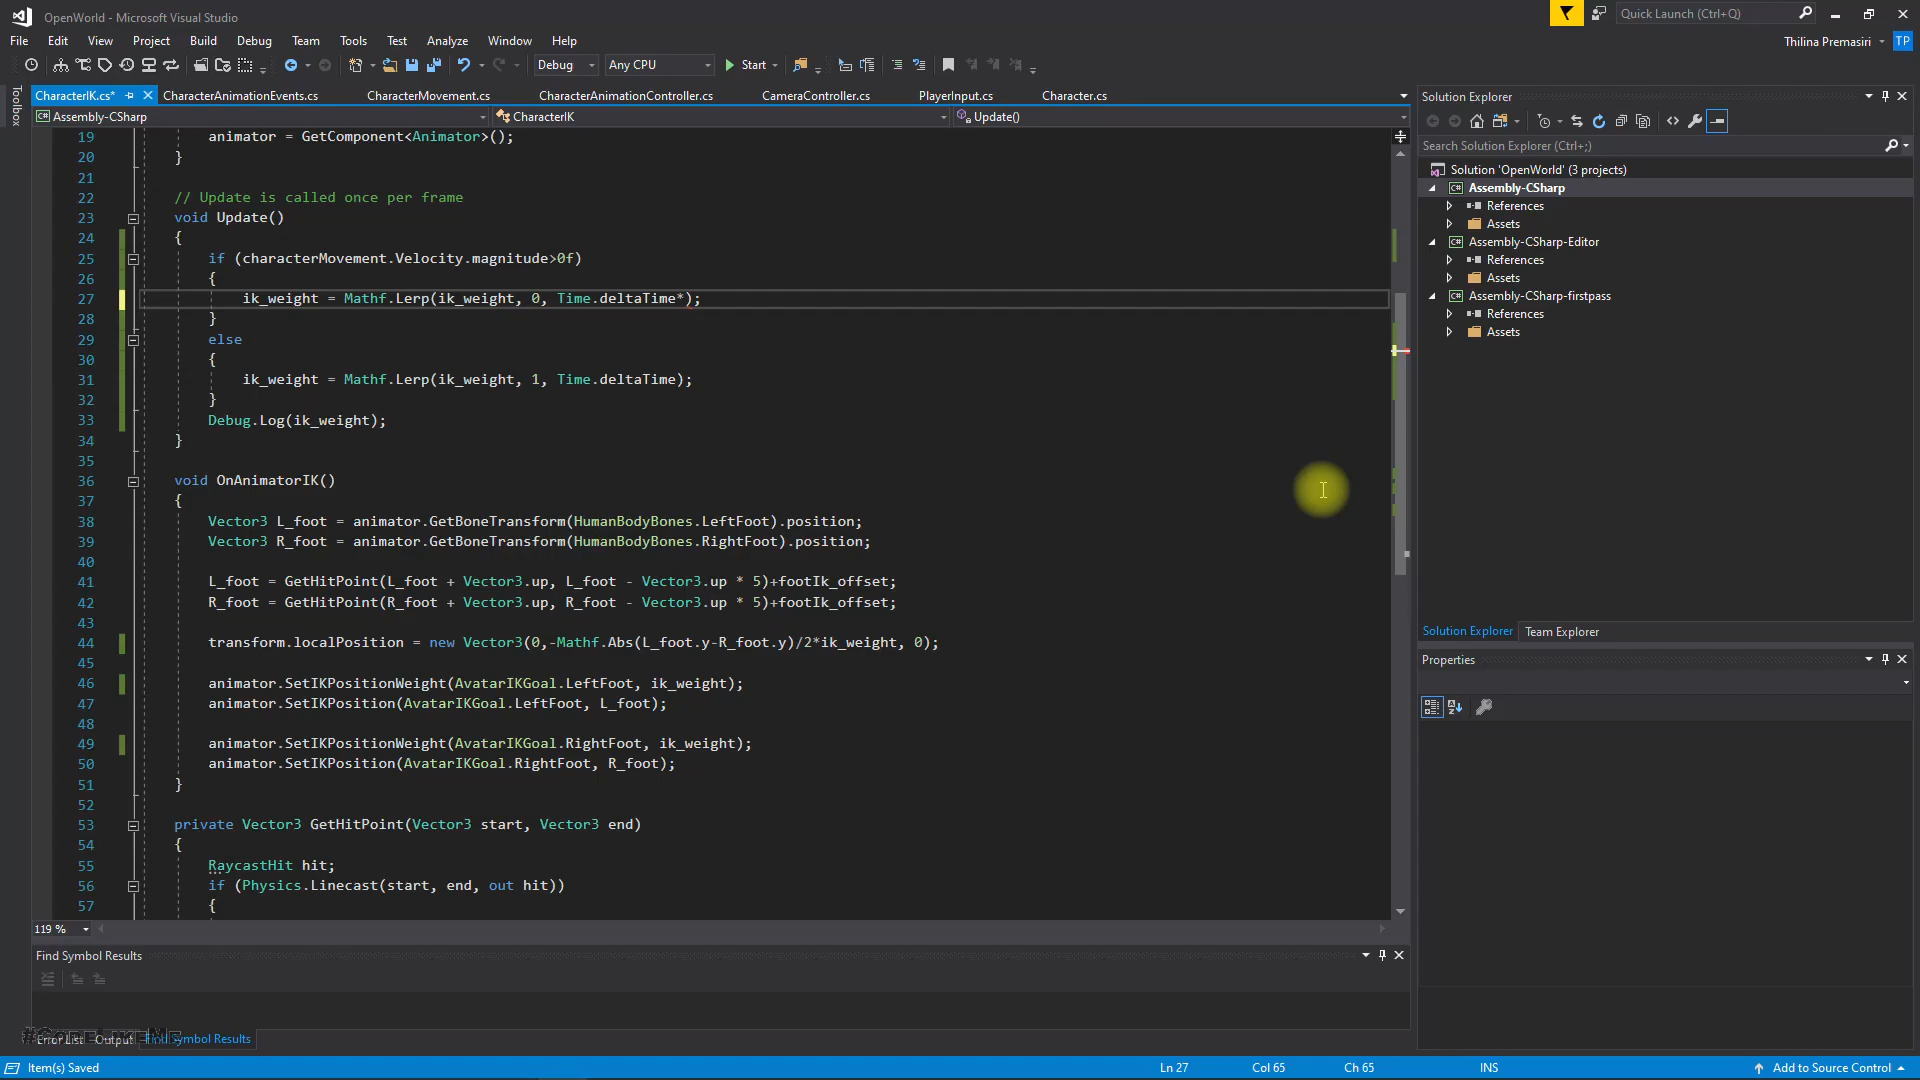 OpenWorld - Microsoft Visual Studio
Quick Launch (Ctrl+Q)
File Edit View Project Build Debug Team Tools Test Analyze Window Help
Thilina Premasiri TP
Debug Any CPU Start
Toolbox
CharacterIK.cs* CharacterAnimationEvents.cs CharacterMovement.cs CharacterAnimationController.cs CameraController.cs PlayerInput.cs Character.cs
Assembly-CSharp CharacterIK Update()
19 animator = GetComponent<Animator>();
20 }
21
22 // Update is called once per frame
23 void Update()
24 {
25 if (characterMovement.Velocity.magnitude>0f)
26 {
27 ik_weight = Mathf.Lerp(ik_weight, 0, Time.deltaTime*);
28 }
29 else
30 {
31 ik_weight = Mathf.Lerp(ik_weight, 1, Time.deltaTime);
32 }
33 Debug.Log(ik_weight);
34 }
35
36 void OnAnimatorIK()
37 {
38 Vector3 L_foot = animator.GetBoneTransform(HumanBodyBones.LeftFoot).position;
39 Vector3 R_foot = animator.GetBoneTransform(HumanBodyBones.RightFoot).position;
40
41 L_foot = GetHitPoint(L_foot + Vector3.up, L_foot - Vector3.up * 5)+footIk_offset;
42 R_foot = GetHitPoint(R_foot + Vector3.up, R_foot - Vector3.up * 5)+footIk_offset;
43
44 transform.localPosition = new Vector3(0,-Mathf.Abs(L_foot.y-R_foot.y)/2*ik_weight, 0);
45
46 animator.SetIKPositionWeight(AvatarIKGoal.LeftFoot, ik_weight);
47 animator.SetIKPosition(AvatarIKGoal.LeftFoot, L_foot);
48
49 animator.SetIKPositionWeight(AvatarIKGoal.RightFoot, ik_weight);
50 animator.SetIKPosition(AvatarIKGoal.RightFoot, R_foot);
51 }
52
53 private Vector3 GetHitPoint(Vector3 start, Vector3 end)
54 {
55 RaycastHit hit;
56 if (Physics.Linecast(start, end, out hit))
57 {
119 %
Find Symbol Results
Error List Output Find Symbol Results
Solution Explorer
Search Solution Explorer (Ctrl+;)
Solution 'OpenWorld' (3 projects)
C# Assembly-CSharp
References
Assets
C# Assembly-CSharp-Editor
References
Assets
C# Assembly-CSharp-firstpass
References
Assets
Solution Explorer Team Explorer
Properties
Item(s) Saved Ln 27 Col 65 Ch 65 INS Add to Source Control